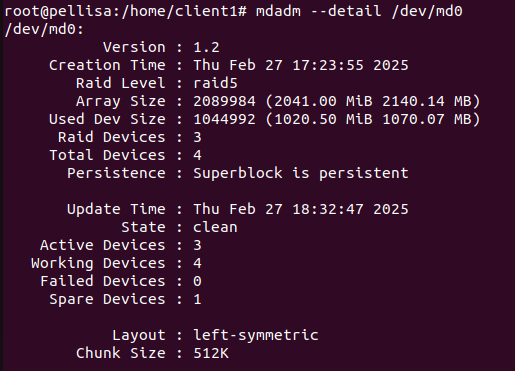 root@pellisa:/home/client1# mdadm --detail /dev/md0
/dev/md0:
Version : 1.2
Creation Time : Thu Feb 27 17:23:55 2025
Raid Level : raid5
Array Size : 2089984 (2041.00 MiB 2140.14 MB)
Used Dev Size : 1044992 (1020.50 MiB 1070.07 MB)
Raid Devices : 3
Total Devices : 4
Persistence : Superblock is persistent
Update Time : Thu Feb 27 18:32:47 2025
State : clean
Active Devices : 3
Working Devices : 4
Failed Devices : 0
Spare Devices : 1
Layout : left-symmetric
Chunk Size : 512K